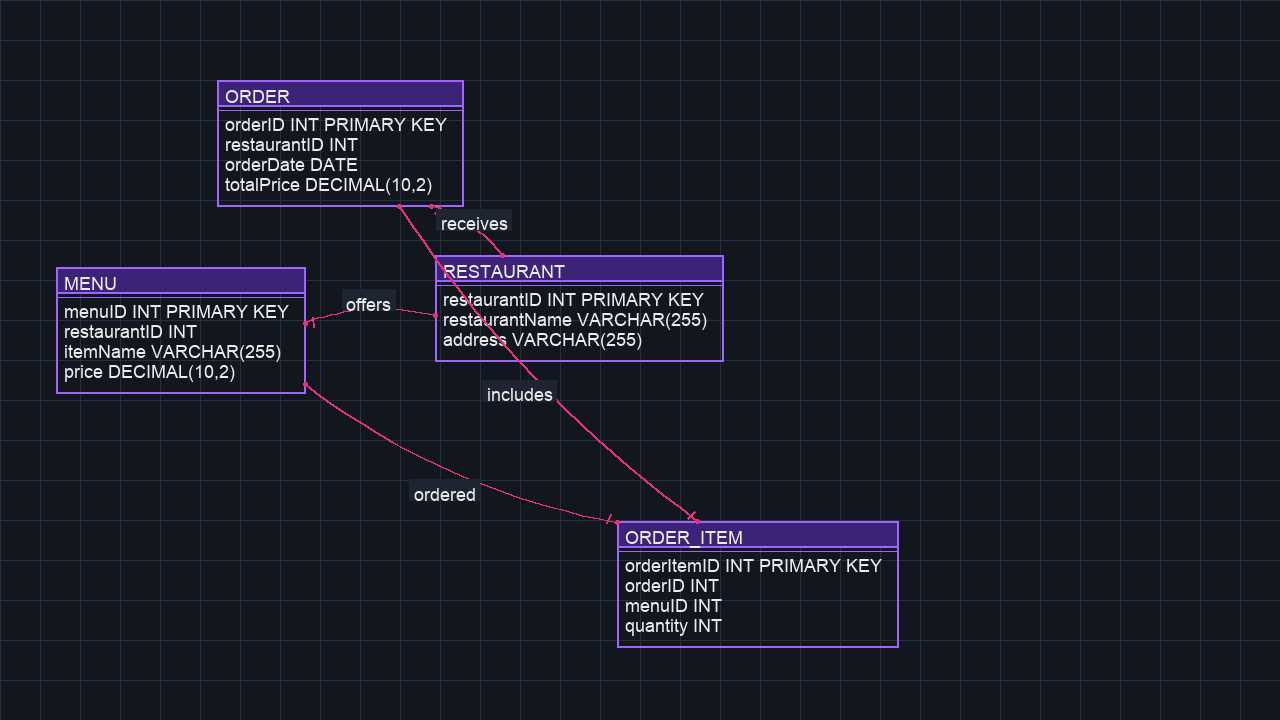 ORDER
orderID INT PRIMARY KEY
restaurantID INT
orderDate DATE
totalPrice DECIMAL(10,2)
receives
RESTAURANT
restaurantID INT PRIMARY KEY
restaurantName VARCHAR(255)
address VARCHAR(255)
MENU
menuID INT PRIMARY KEY
restaurantID INT
itemName VARCHAR(255)
price DECIMAL(10,2)
offers
includes
ordered
ORDER_ITEM
orderItemID INT PRIMARY KEY
orderID INT
menuID INT
quantity INT